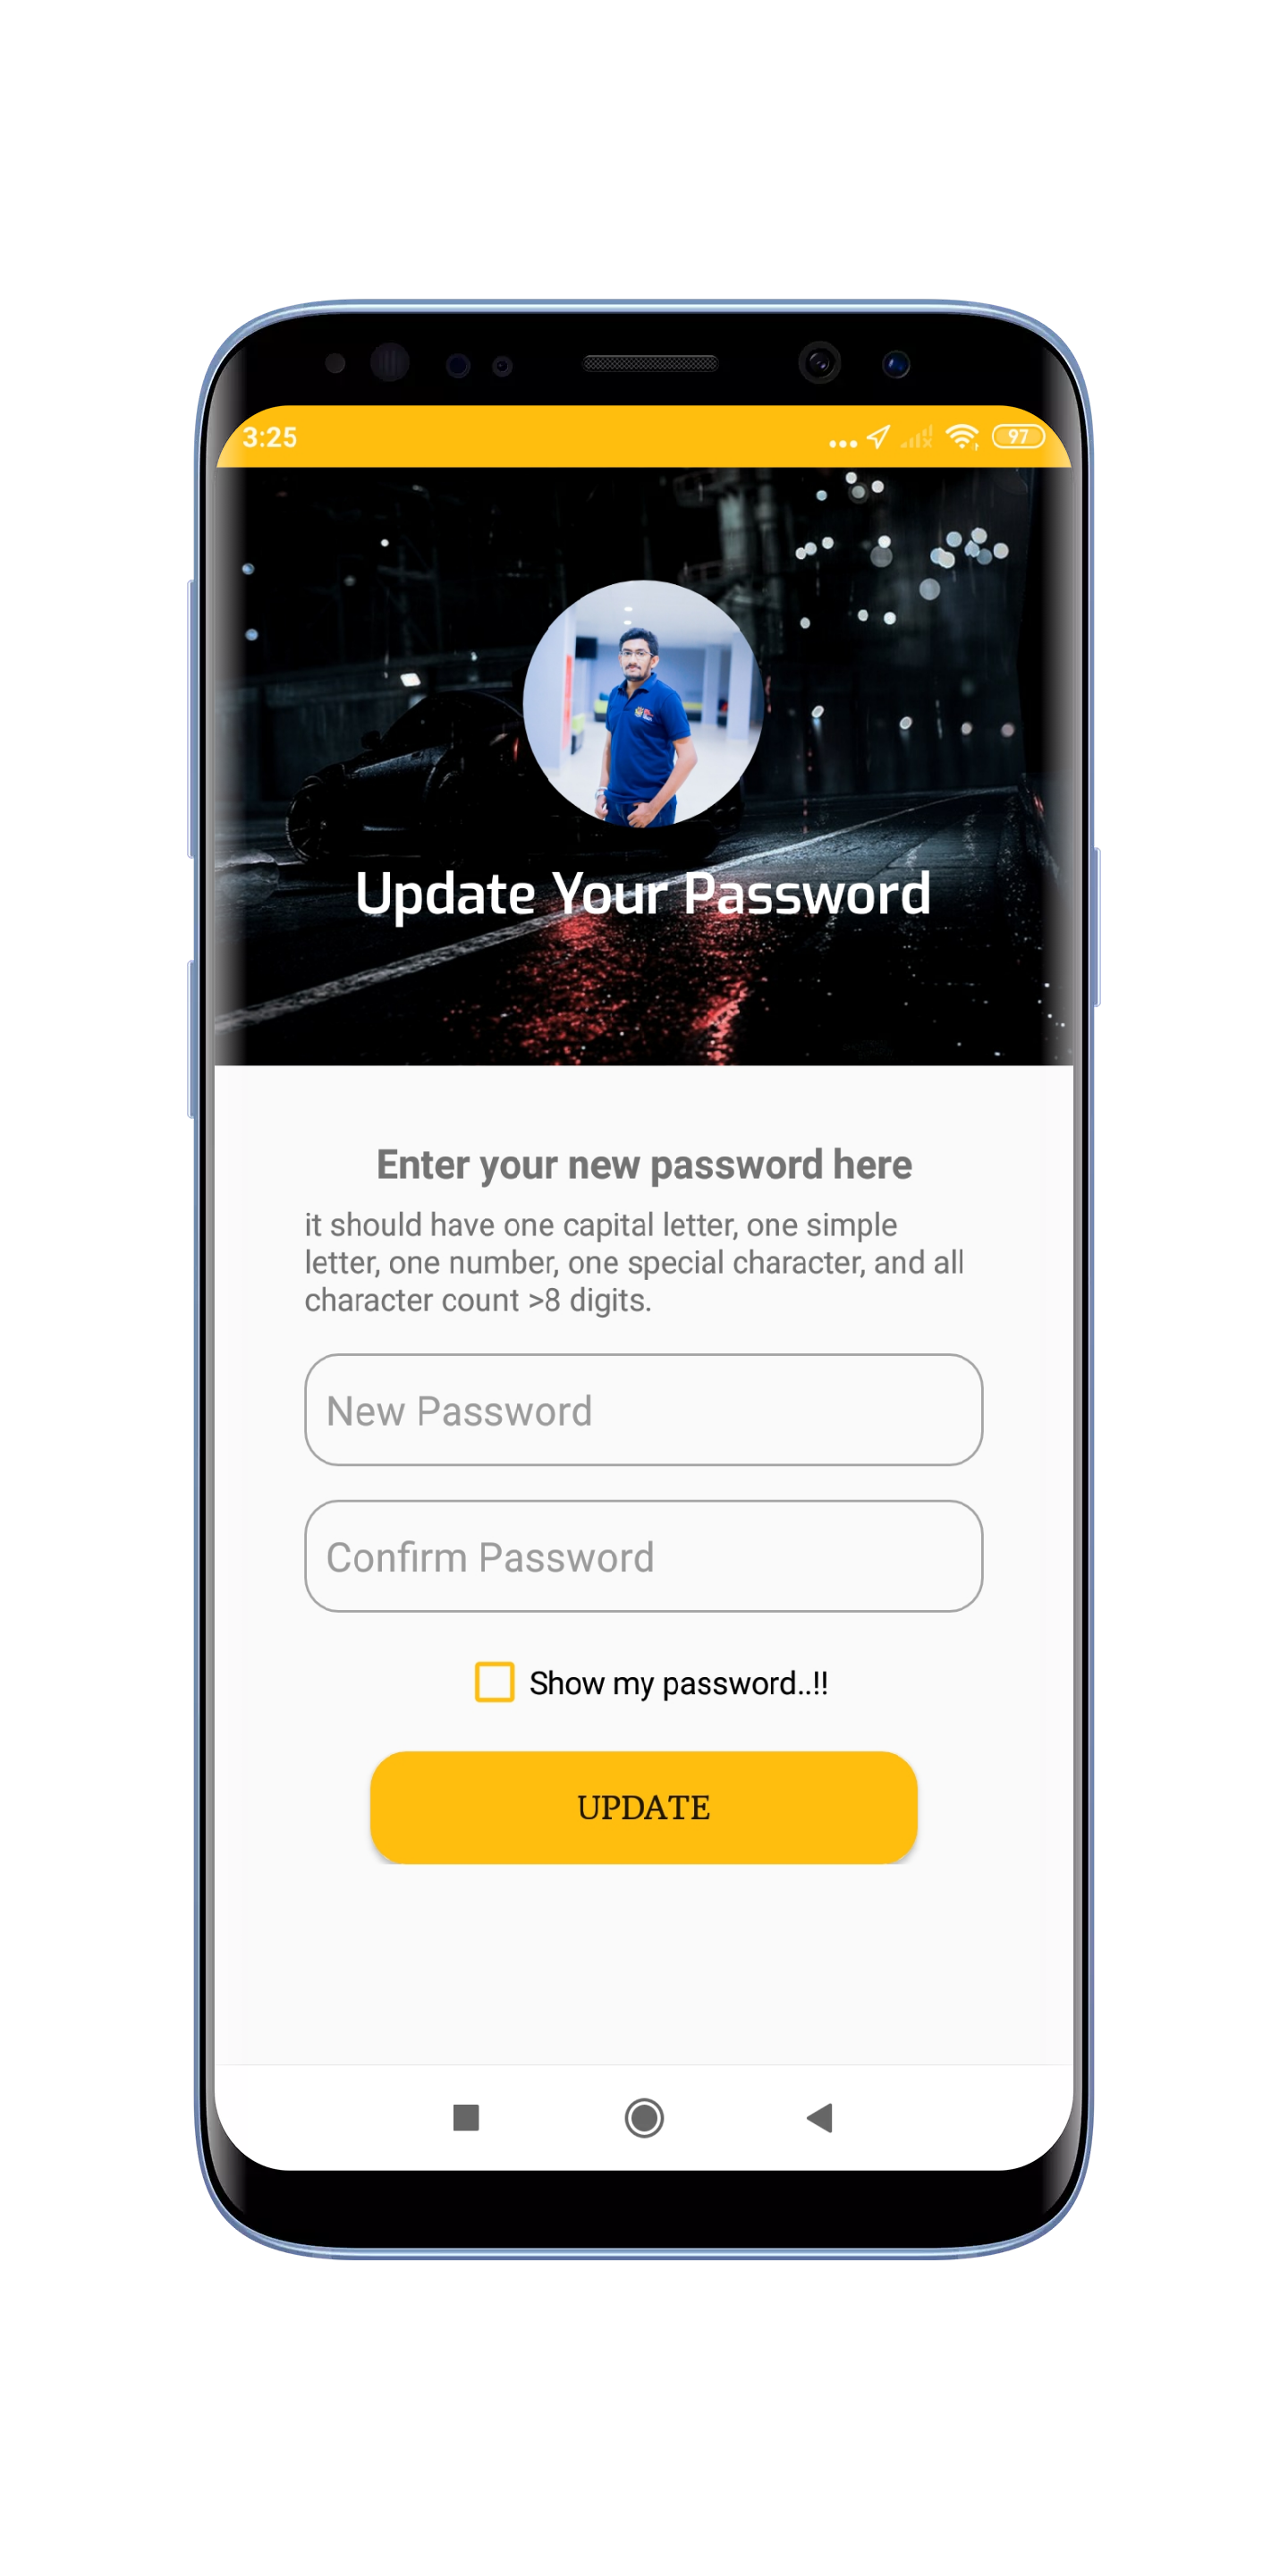 3:25
97
Update Your Password
Enter your new password here
it should have one capital letter, one simple
letter, one number, one special character, and all
character count >8 digits.
New Password
Confirm Password
Show my password..!!
UPDATE